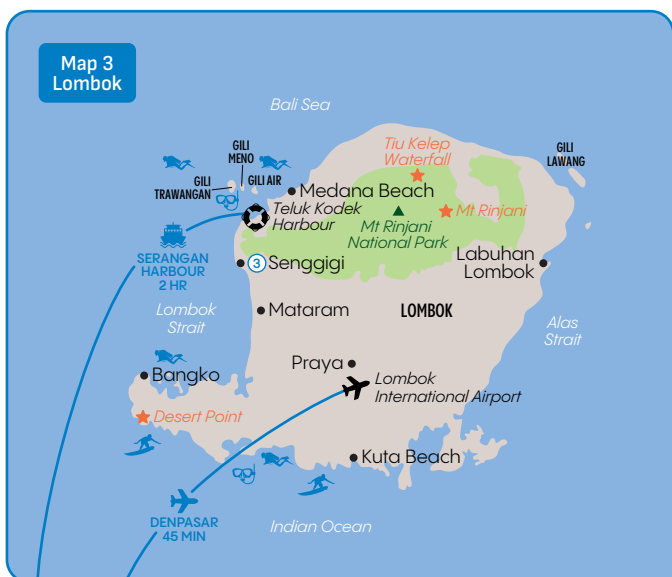 Map 3
Lombok
Bali Sea
GILI
MENO
GILI AIR
GILI
TRAWANGAN
Tiu Kelep
Waterfall
GILI
LAWANG
Medana Beach
Teluk Kodek
Harbour
Mt Rinjani
Mt Rinjani
National Park
SERANGAN
HARBOUR
2 HR
3 Senggigi
Labuhan
Lombok
Lombok
Strait
Mataram
LOMBOK
Alas
Strait
Praya
Bangko
Lombok
International Airport
Desert Point
Kuta Beach
DENPASAR
45 MIN
Indian Ocean